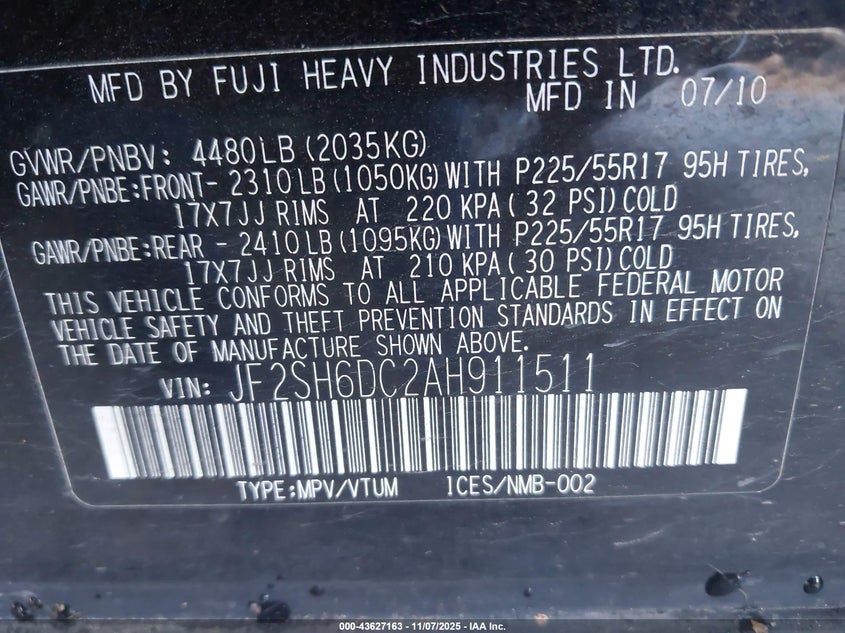 MFD BY FUJI HEAVY INDUSTRIES LTD.
MFD IN 07/10
GVWR/PNBV: 4480LB(2035KG)
GAWR/PNBE:FRONT- 2310LB(1050KG)WITH P225/55R17 95H TIRES,
17X7JJ RIMS AT 220 KPA(32 PSI)COLD
GAWR/PNBE:REAR - 2410LB(1095KG)WITH P225/55R17 95H TIRES,
17X7JJ RIMS AT 210 KPA(30 PSI)COLD
THIS VEHICLE CONFORMS TO ALL APPLICABLE FEDERAL MOTOR
VEHICLE SAFETY AND THEFT PREVENTION STANDARDS IN EFFECT ON
THE DATE OF MANUFACTURE SHOWN ABOVE.
VIN: JF2SH6DC2AH911511
TYPE:MPV/VTUM ICES/NMB-002
000-43627163 - 11/07/2025 - IAA Inc.